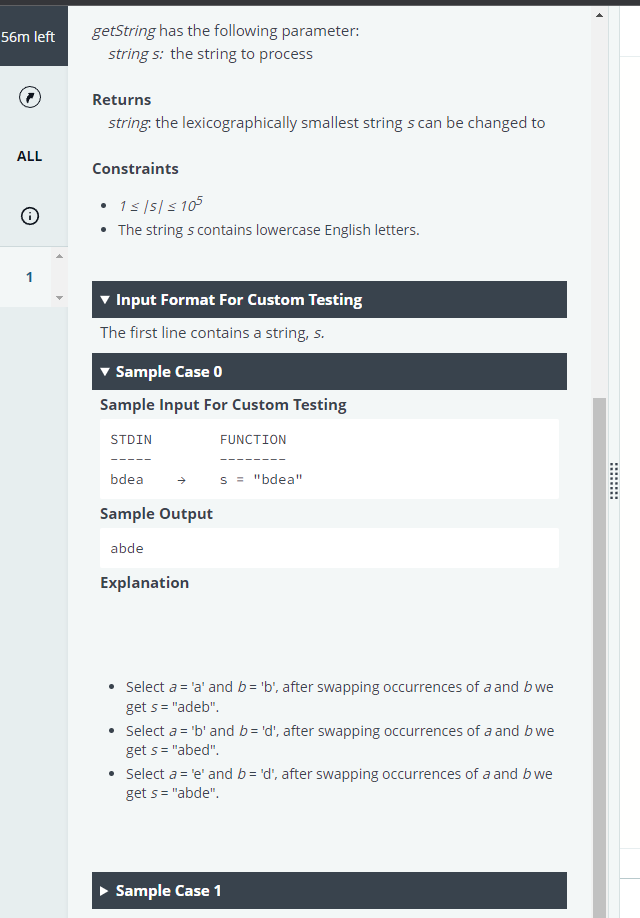 56m left
ALL
1
getString has the following parameter:
string s: the string to process
Returns
string: the lexicographically smallest string s can be changed to
Constraints
• 1 ≤ |s| ≤ 10⁵
• The string s contains lowercase English letters.
▼ Input Format For Custom Testing
The first line contains a string, s.
▼ Sample Case 0
Sample Input For Custom Testing
STDIN FUNCTION
----- --------
bdea → s = "bdea"
Sample Output
abde
Explanation
• Select a = 'a' and b = 'b', after swapping occurrences of a and b we
get s = "adeb".
• Select a = 'b' and b = 'd', after swapping occurrences of a and b we
get s = "abed".
• Select a = 'e' and b = 'd', after swapping occurrences of a and b we
get s = "abde".
▶ Sample Case 1